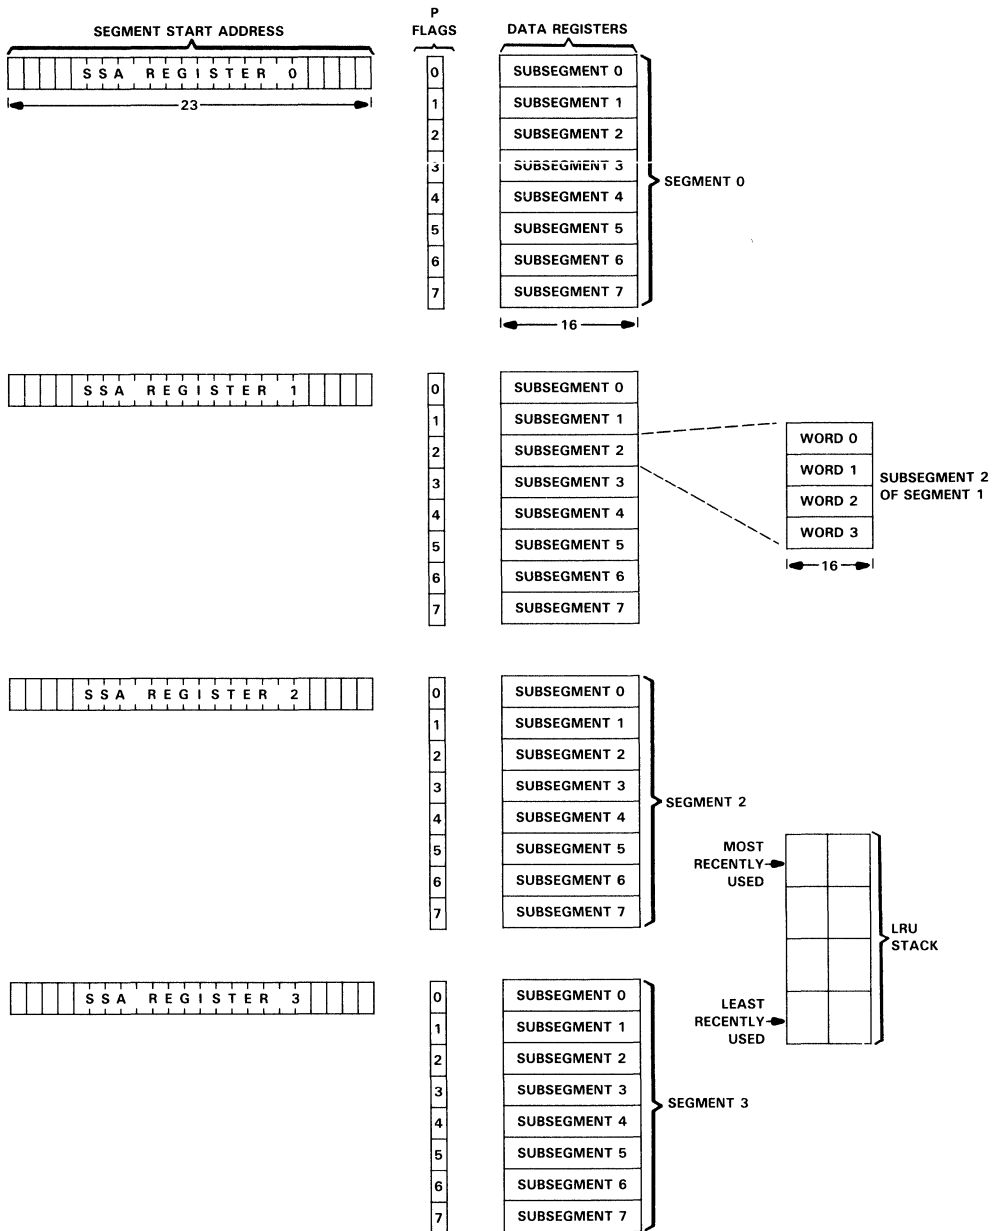 SEGMENT START ADDRESS
P
FLAGS
DATA REGISTERS
SSA REGISTER 0
23
0
1
2
3
4
5
6
7
SUBSEGMENT 0
SUBSEGMENT 1
SUBSEGMENT 2
SUBSEGMENT 3
SUBSEGMENT 4
SUBSEGMENT 5
SUBSEGMENT 6
SUBSEGMENT 7
SEGMENT 0
16
SSA REGISTER 1
0
1
2
3
4
5
6
7
SUBSEGMENT 0
SUBSEGMENT 1
SUBSEGMENT 2
SUBSEGMENT 3
SUBSEGMENT 4
SUBSEGMENT 5
SUBSEGMENT 6
SUBSEGMENT 7
WORD 0
WORD 1
WORD 2
WORD 3
SUBSEGMENT 2
OF SEGMENT 1
16
SSA REGISTER 2
0
1
2
3
4
5
6
7
SUBSEGMENT 0
SUBSEGMENT 1
SUBSEGMENT 2
SUBSEGMENT 3
SUBSEGMENT 4
SUBSEGMENT 5
SUBSEGMENT 6
SUBSEGMENT 7
SEGMENT 2
MOST
RECENTLY
USED
LRU
STACK
LEAST
RECENTLY
USED
SSA REGISTER 3
0
1
2
3
4
5
6
7
SUBSEGMENT 0
SUBSEGMENT 1
SUBSEGMENT 2
SUBSEGMENT 3
SUBSEGMENT 4
SUBSEGMENT 5
SUBSEGMENT 6
SUBSEGMENT 7
SEGMENT 3